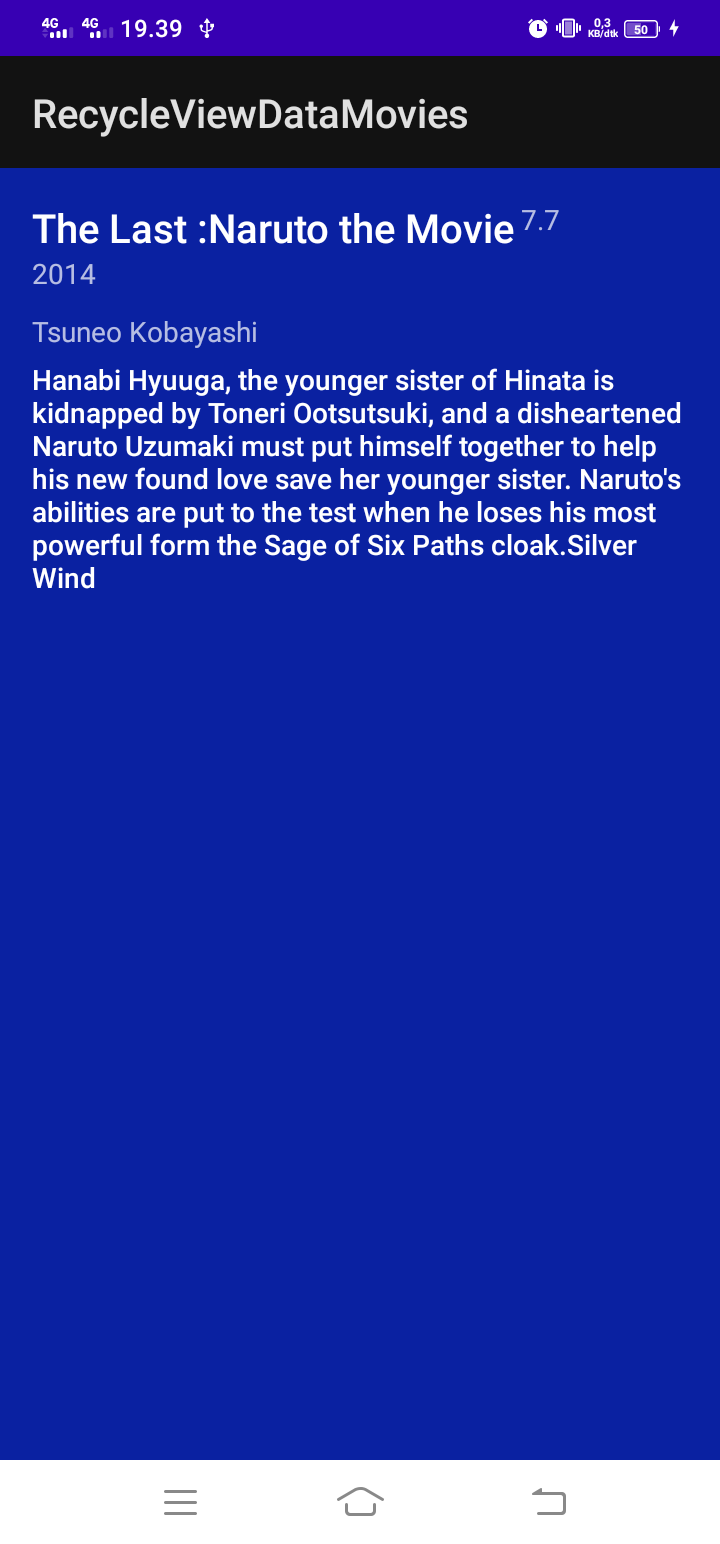 4G 4G 19.39 0,3 KB/dtk 50
RecycleViewDataMovies
The Last :Naruto the Movie 7.7
2014
Tsuneo Kobayashi
Hanabi Hyuuga, the younger sister of Hinata is
kidnapped by Toneri Ootsutsuki, and a disheartened
Naruto Uzumaki must put himself together to help
his new found love save her younger sister. Naruto's
abilities are put to the test when he loses his most
powerful form the Sage of Six Paths cloak.Silver
Wind